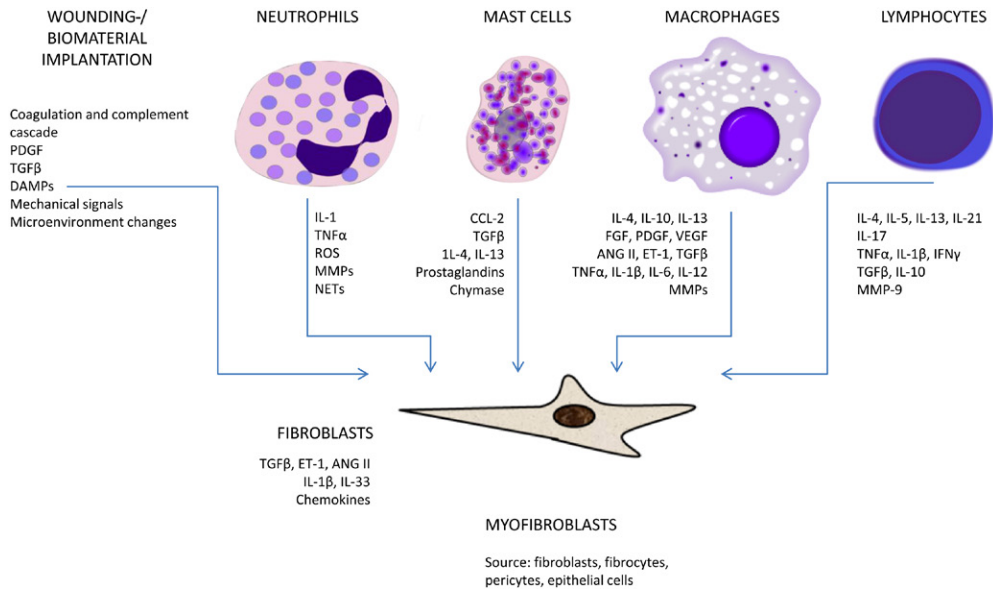 WOUNDING-/
BIOMATERIAL
IMPLANTATION
Coagulation and complement
cascade
PDGF
TGFβ
DAMPs
Mechanical signals
Microenvironment changes
NEUTROPHILS
IL-1
TNFα
ROS
MMPs
NETs
MAST CELLS
CCL-2
TGFβ
1L-4, IL-13
Prostaglandins
Chymase
MACROPHAGES
IL-4, IL-10, IL-13
FGF, PDGF, VEGF
ANG II, ET-1, TGFβ
TNFα, IL-1β, IL-6, IL-12
MMPs
LYMPHOCYTES
IL-4, IL-5, IL-13, IL-21
IL-17
TNFα, IL-1β, IFNγ
TGFβ, IL-10
MMP-9
FIBROBLASTS
TGFβ, ET-1, ANG II
IL-1β, IL-33
Chemokines
MYOFIBROBLASTS
Source: fibroblasts, fibrocytes,
pericytes, epithelial cells